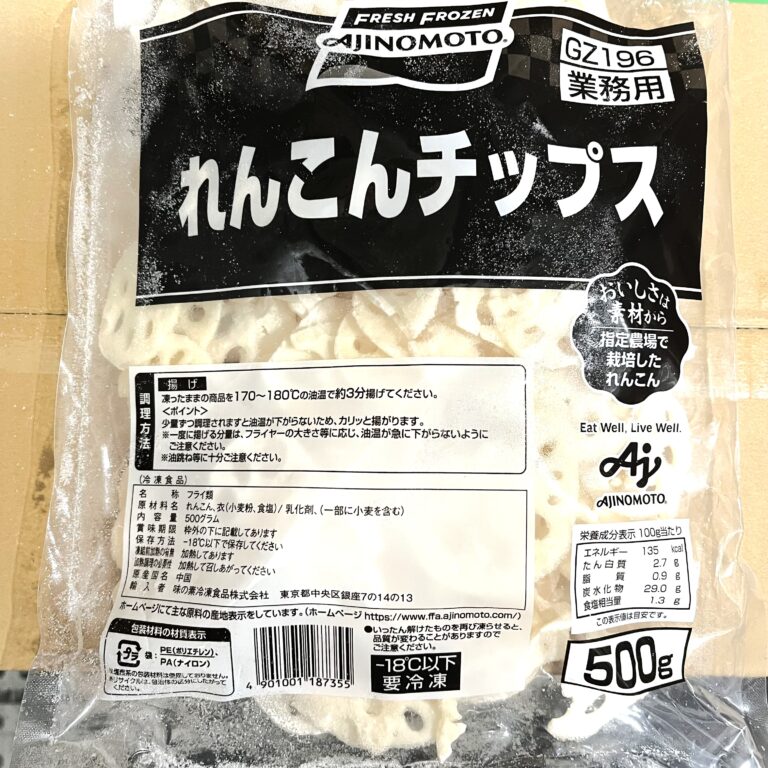 FRESH FROZEN
AJINOMOTO®
GZ196
業務用
れんこんチップス
おいしさは
素材から
指定農場で
栽培した
れんこん
調理方法
揚げ
凍ったままの商品を170~180℃の油温で約3分揚げてください。
<ポイント>
少量ずつ調理されますと油温が下がらないため、カリッと揚がります。
※一度に揚げる分量は、フライヤーの大きさ等に応じ、油温が急に下がらないように
ご注意ください。
※油跳ね等に十分ご注意ください。
Eat Well, Live Well.
Aj
AJINOMOTO®
(冷凍食品)
名 称 フライ類
原材料名 れんこん、衣(小麦粉、食塩)/乳化剤、(一部に小麦を含む)
内容量 500グラム
賞味期限 枠外の下に記載してあります
保存方法 -18℃以下で保存してください
凍結前加熱の有無 加熱してあります
加熱調理の必要性 加熱して召しあがってください
原産国名 中国
輸入者 味の素冷凍食品株式会社 東京都中央区銀座7の14の13
ホームページにて主な原料の産地表示をしています。(ホームページ https://www.ffa.ajinomoto.com/)
栄養成分表示 100g当たり
エネルギー 135 kcal
たん白質 2.7 g
脂質 0.9 g
炭水化物 29.0 g
食塩相当量 1.3 g
この表示値は目安です。
包装材料の材質表示
プラ
袋:PE(ポリエチレン)、
PA(ナイロン)
4 901001 187355
●いったん解けたものを再び凍らせると、
品質が変わることがありますので
ご注意ください。
-18℃以下
要冷凍
500g